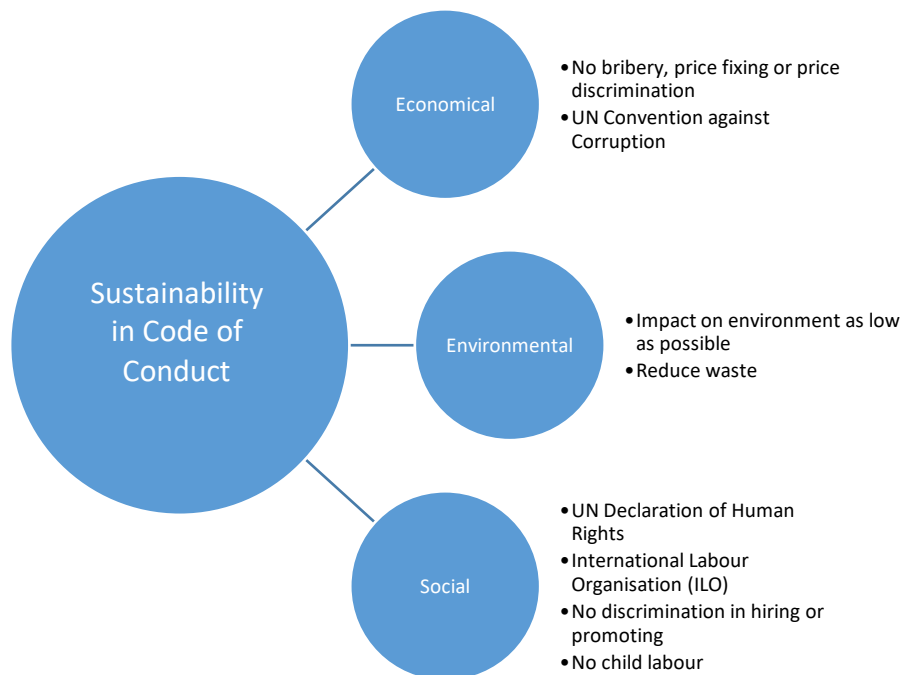 Sustainability
in Code of
Conduct
Economical
•No bribery, price fixing or price
discrimination
•UN Convention against
Corruption
Environmental
•Impact on environment as low
as possible
•Reduce waste
Social
•UN Declaration of Human
Rights
•International Labour
Organisation (ILO)
•No discrimination in hiring or
promoting
•No child labour